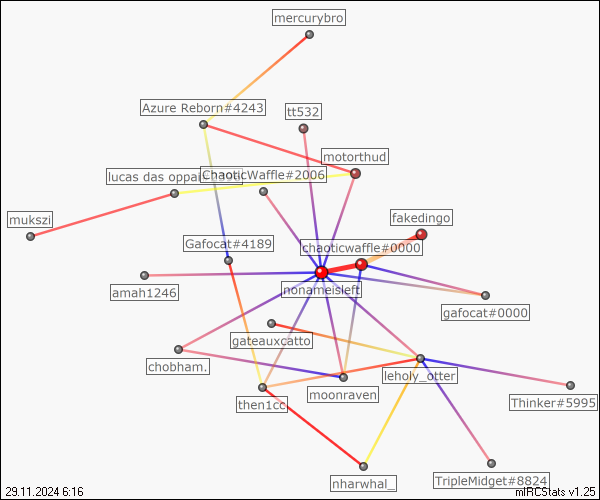 mercurybro
Azure Reborn#4243
tt532
motorthud
lucas das oppai
ChaoticWaffle#2006
mukszi
fakedingo
Gafocat#4189
chaoticwaffle#0000
amah1246
nonameisleft
gafocat#0000
gateauxcatto
chobham.
leholy_otter
moonraven
then1cc
Thinker#5995
nharwhal_
TripleMidget#8824
29.11.2024 6:16
mIRCStats v1.25